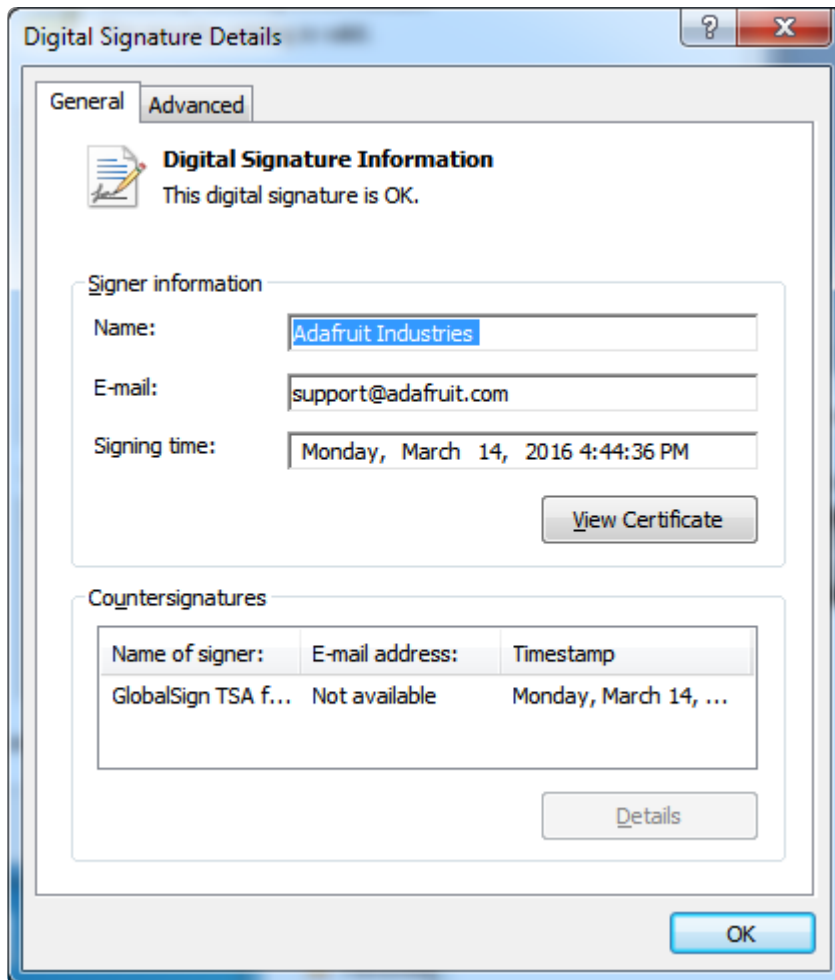 Digital Signature Details
General Advanced
Digital Signature Information
This digital signature is OK.
Signer information
Name: Adafruit Industries
E-mail: support@adafruit.com
Signing time: Monday, March 14, 2016 4:44:36 PM
View Certificate
Countersignatures
Name of signer: E-mail address: Timestamp
GlobalSign TSA f... Not available Monday, March 14, ...
Details
OK